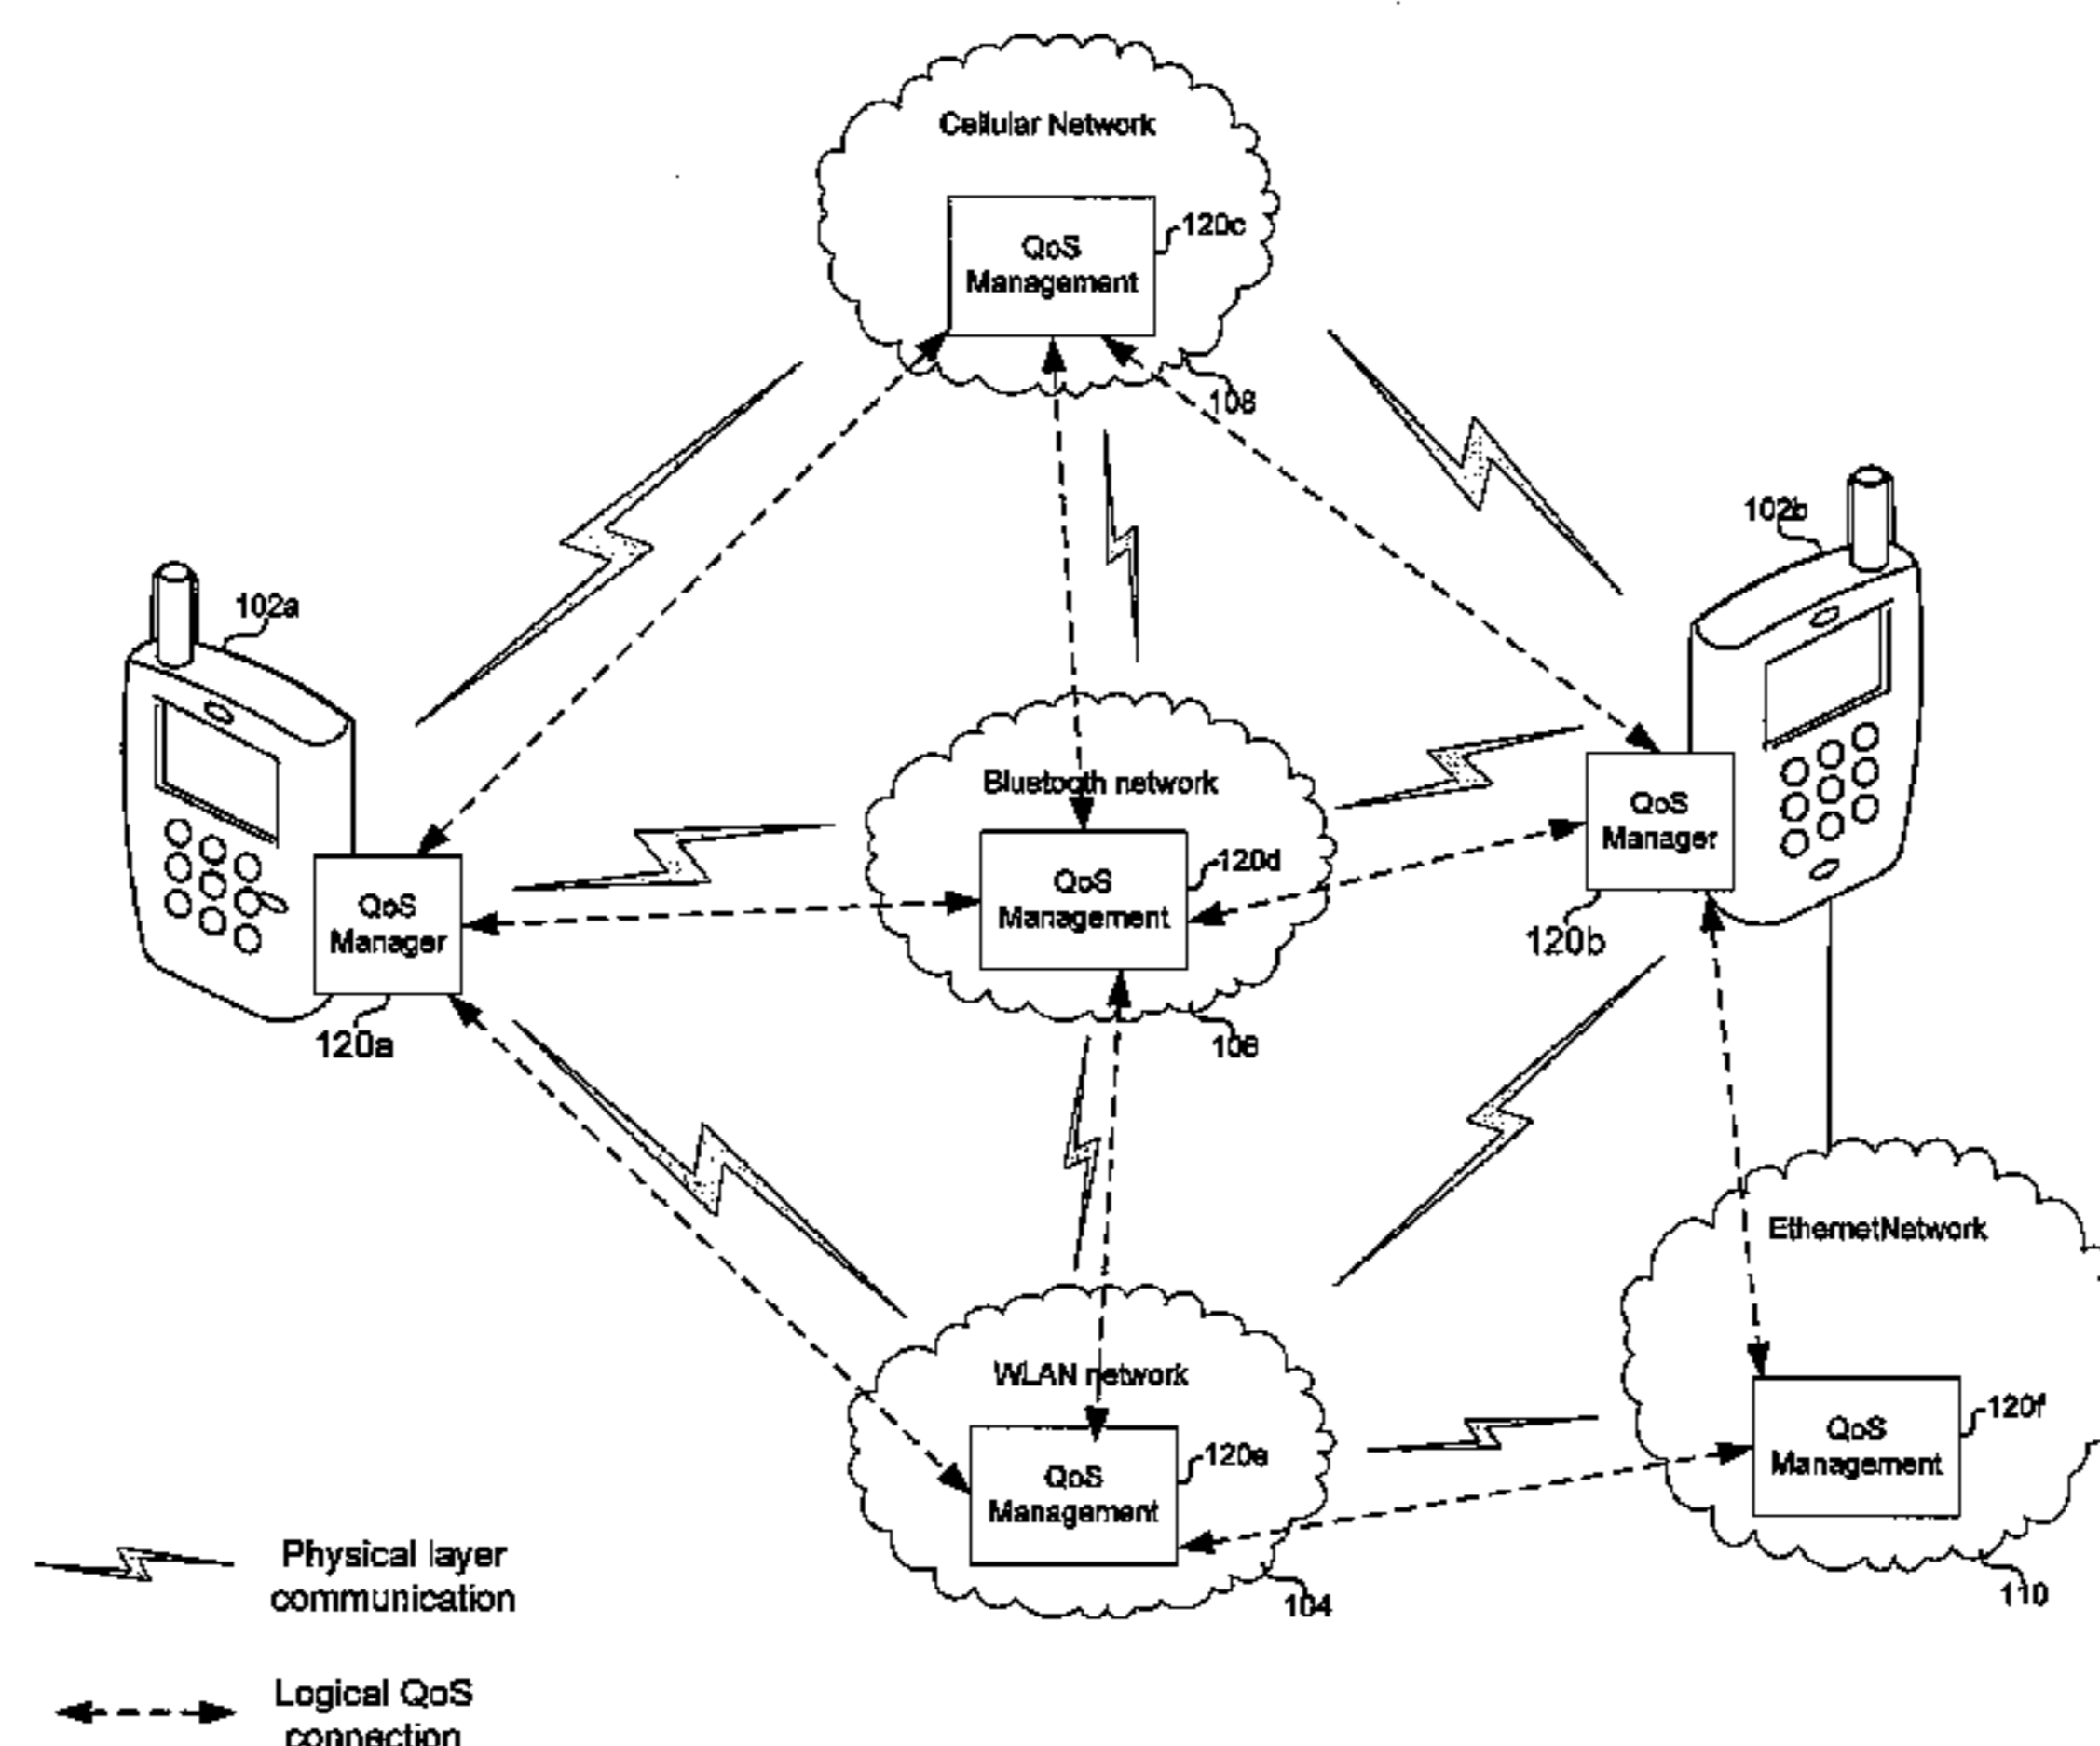 Cellular Network
120c
QoS
Management
108
102b
102a
Bluetooth network
QoS
Manager
120d
QoS
Management
QoS
Manager
120b
120a
106
EthernetNetwork
WLAN network
120f
QoS
Management
120e
QoS
Management
Physical layer
communication
104
110
Logical QoS
connection